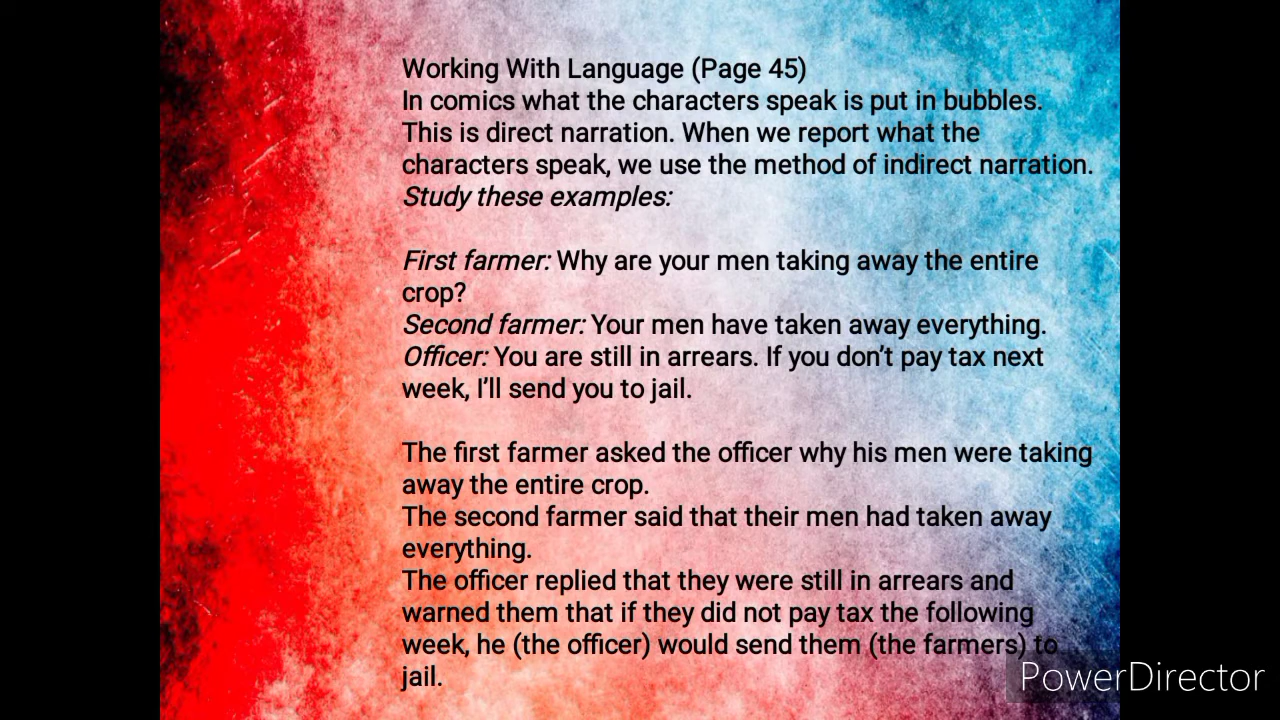 Working With Language (Page 45)
In comics what the characters speak is put in bubbles.
This is direct narration. When we report what the
characters speak, we use the method of indirect narration.
Study these examples:
First farmer: Why are your men taking away the entire
crop?
Second farmer: Your men have taken away everything.
Officer: You are still in arrears. If you don’t pay tax next
week, I’ll send you to jail.
The first farmer asked the officer why his men were taking
away the entire crop.
The second farmer said that their men had taken away
everything.
The officer replied that they were still in arrears and
warned them that if they did not pay tax the following
week, he (the officer) would send them (the farmers) to
jail.
PowerDirector